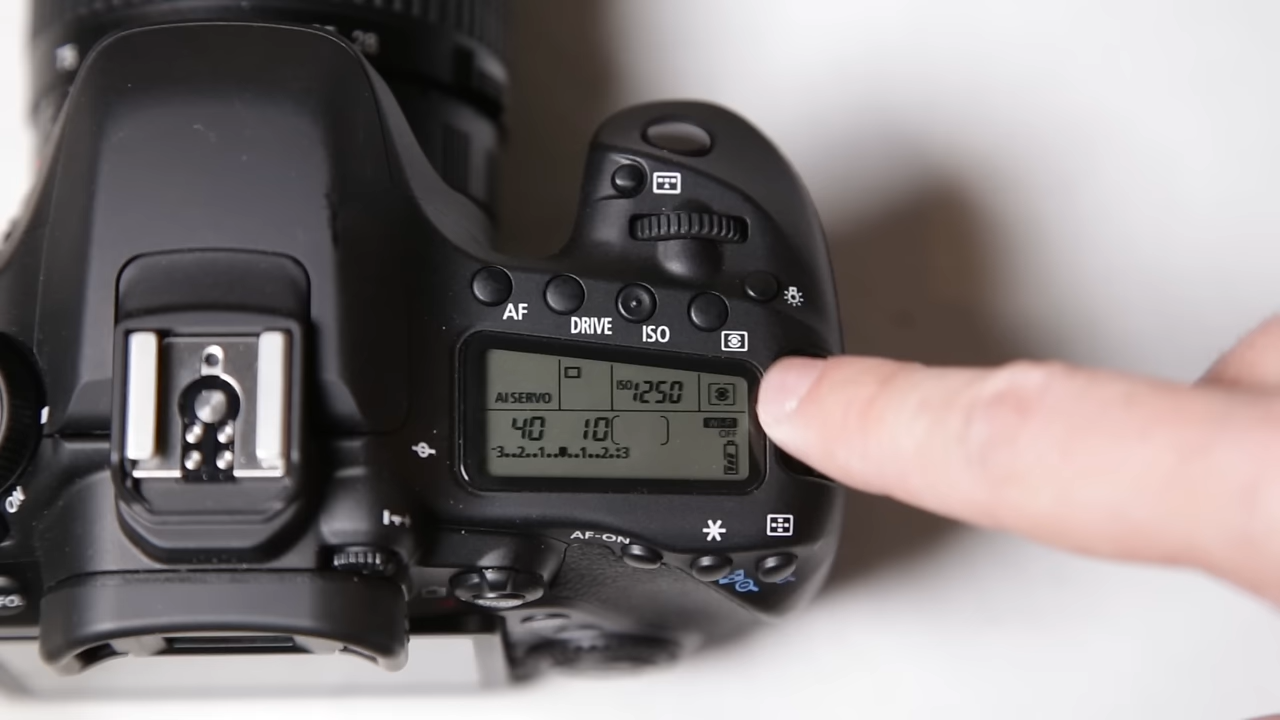 28
AF
DRIVE
ISO
AI SERVO
ISO 1250
40 10[ ]
Wi-Fi
OFF
-3..2..1..0..1..2.:3
ON
AF-ON